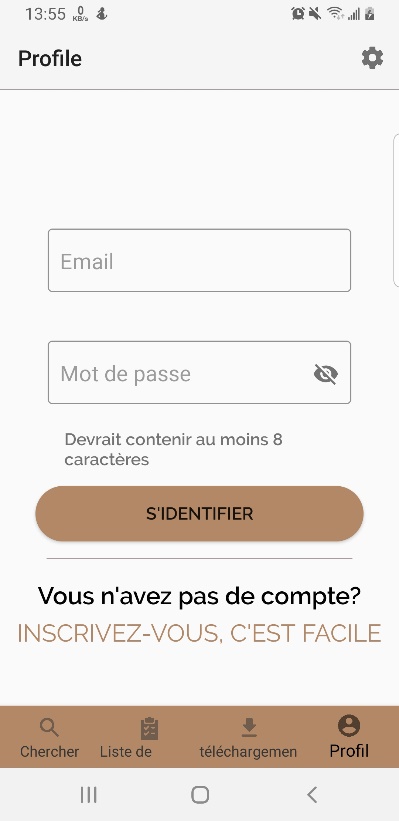 13:55 0 KB/s
Profile
Email
Mot de passe
Devrait contenir au moins 8
caractères
S'IDENTIFIER
Vous n'avez pas de compte?
INSCRIVEZ-VOUS, C'EST FACILE
Chercher Liste de téléchargemen Profil